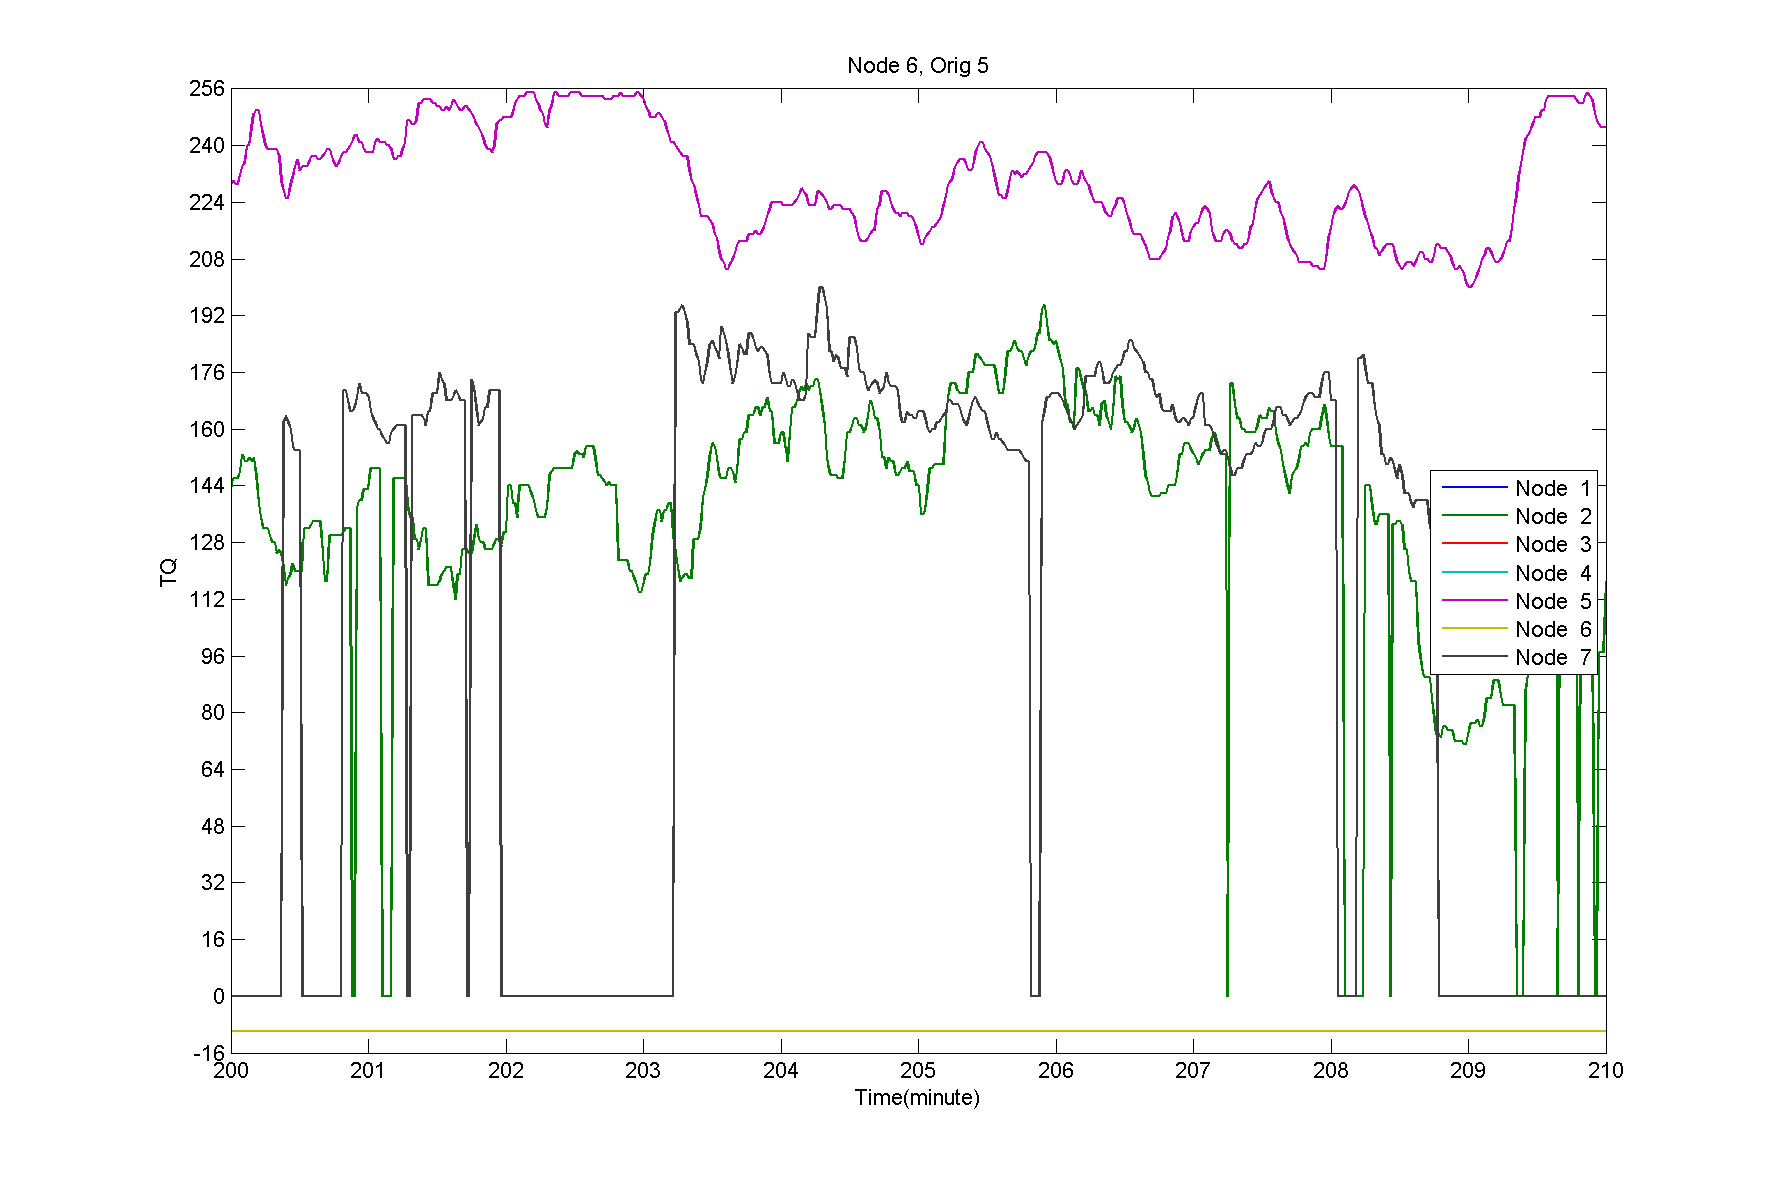 Node 6, Orig 5
256
240
224
208
192
176
160
144
128
112
96
80
64
48
32
16
0
-16
TQ
Node 1
Node 2
Node 3
Node 4
Node 5
Node 6
Node 7
200 201 202 203 204 205 206 207 208 209 210
Time(minute)